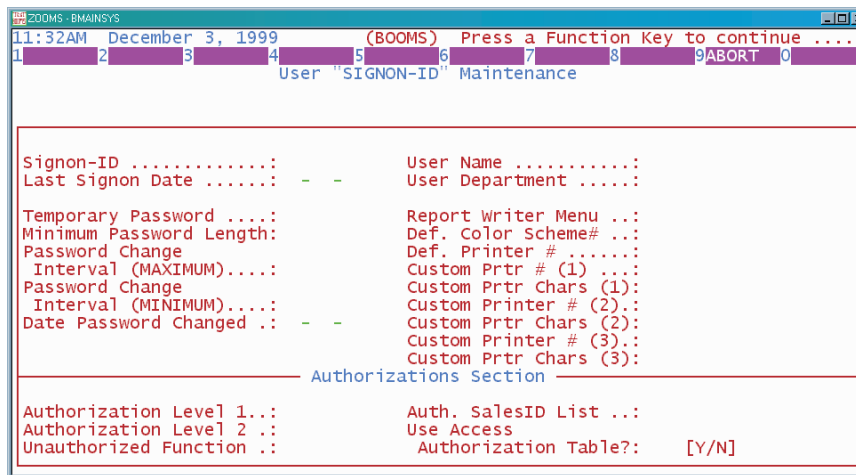 ZOOMS - BMAINSYS
11:32AM December 3, 1999 (BOOMS) Press a Function Key to continue ....
1 2 3 4 5 6 7 8 9ABORT 0
User "SIGNON-ID" Maintenance
Signon-ID .............: User Name ...........:
Last Signon Date ......: - - User Department .....:
Temporary Password ....: Report Writer Menu ..:
Minimum Password Length: Def. Color Scheme# ..:
Password Change Def. Printer # ......:
Interval (MAXIMUM)....: Custom Prtr # (1) ...:
Password Change Custom Prtr Chars (1):
Interval (MINIMUM)....: Custom Printer # (2).:
Date Password Changed .: - - Custom Prtr Chars (2):
Custom Printer # (3).:
Custom Prtr Chars (3):
Authorizations Section
Authorization Level 1..: Auth. SalesID List ..:
Authorization Level 2 .: Use Access
Unauthorized Function .: Authorization Table?: [Y/N]